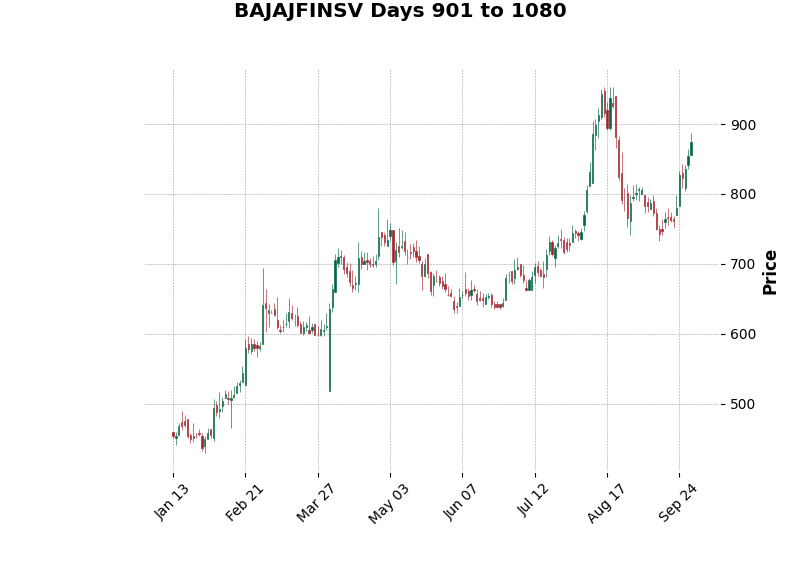 BAJAJFINSV Days 901 to 1080
900
800
700
600
500
Price
Jan 13
Feb 21
Mar 27
May 03
Jun 07
Jul 12
Aug 17
Sep 24